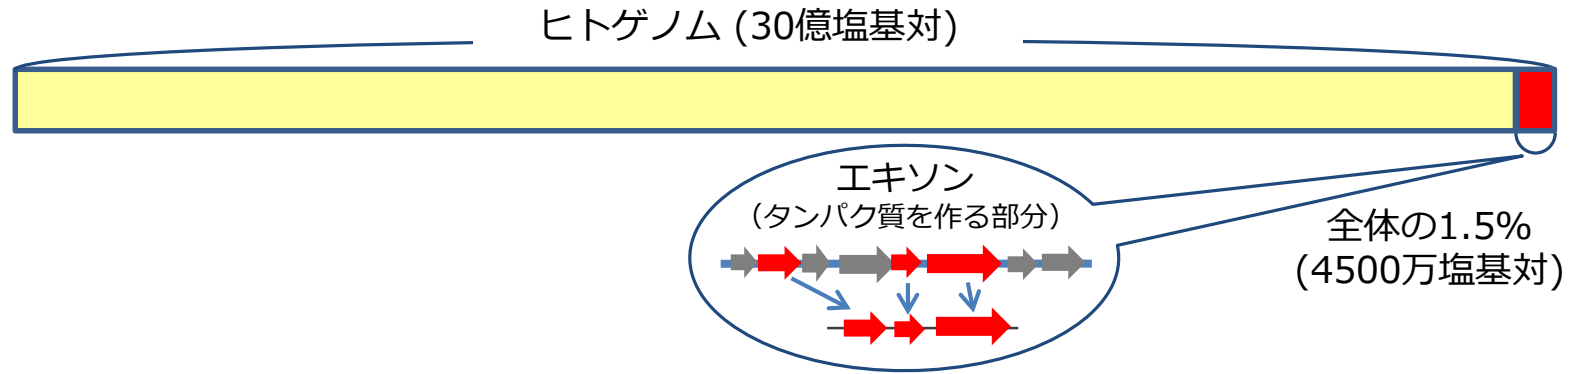 ヒトゲノム (30億塩基対)
エキソン
（タンパク質を作る部分）
全体の1.5%
(4500万塩基対)